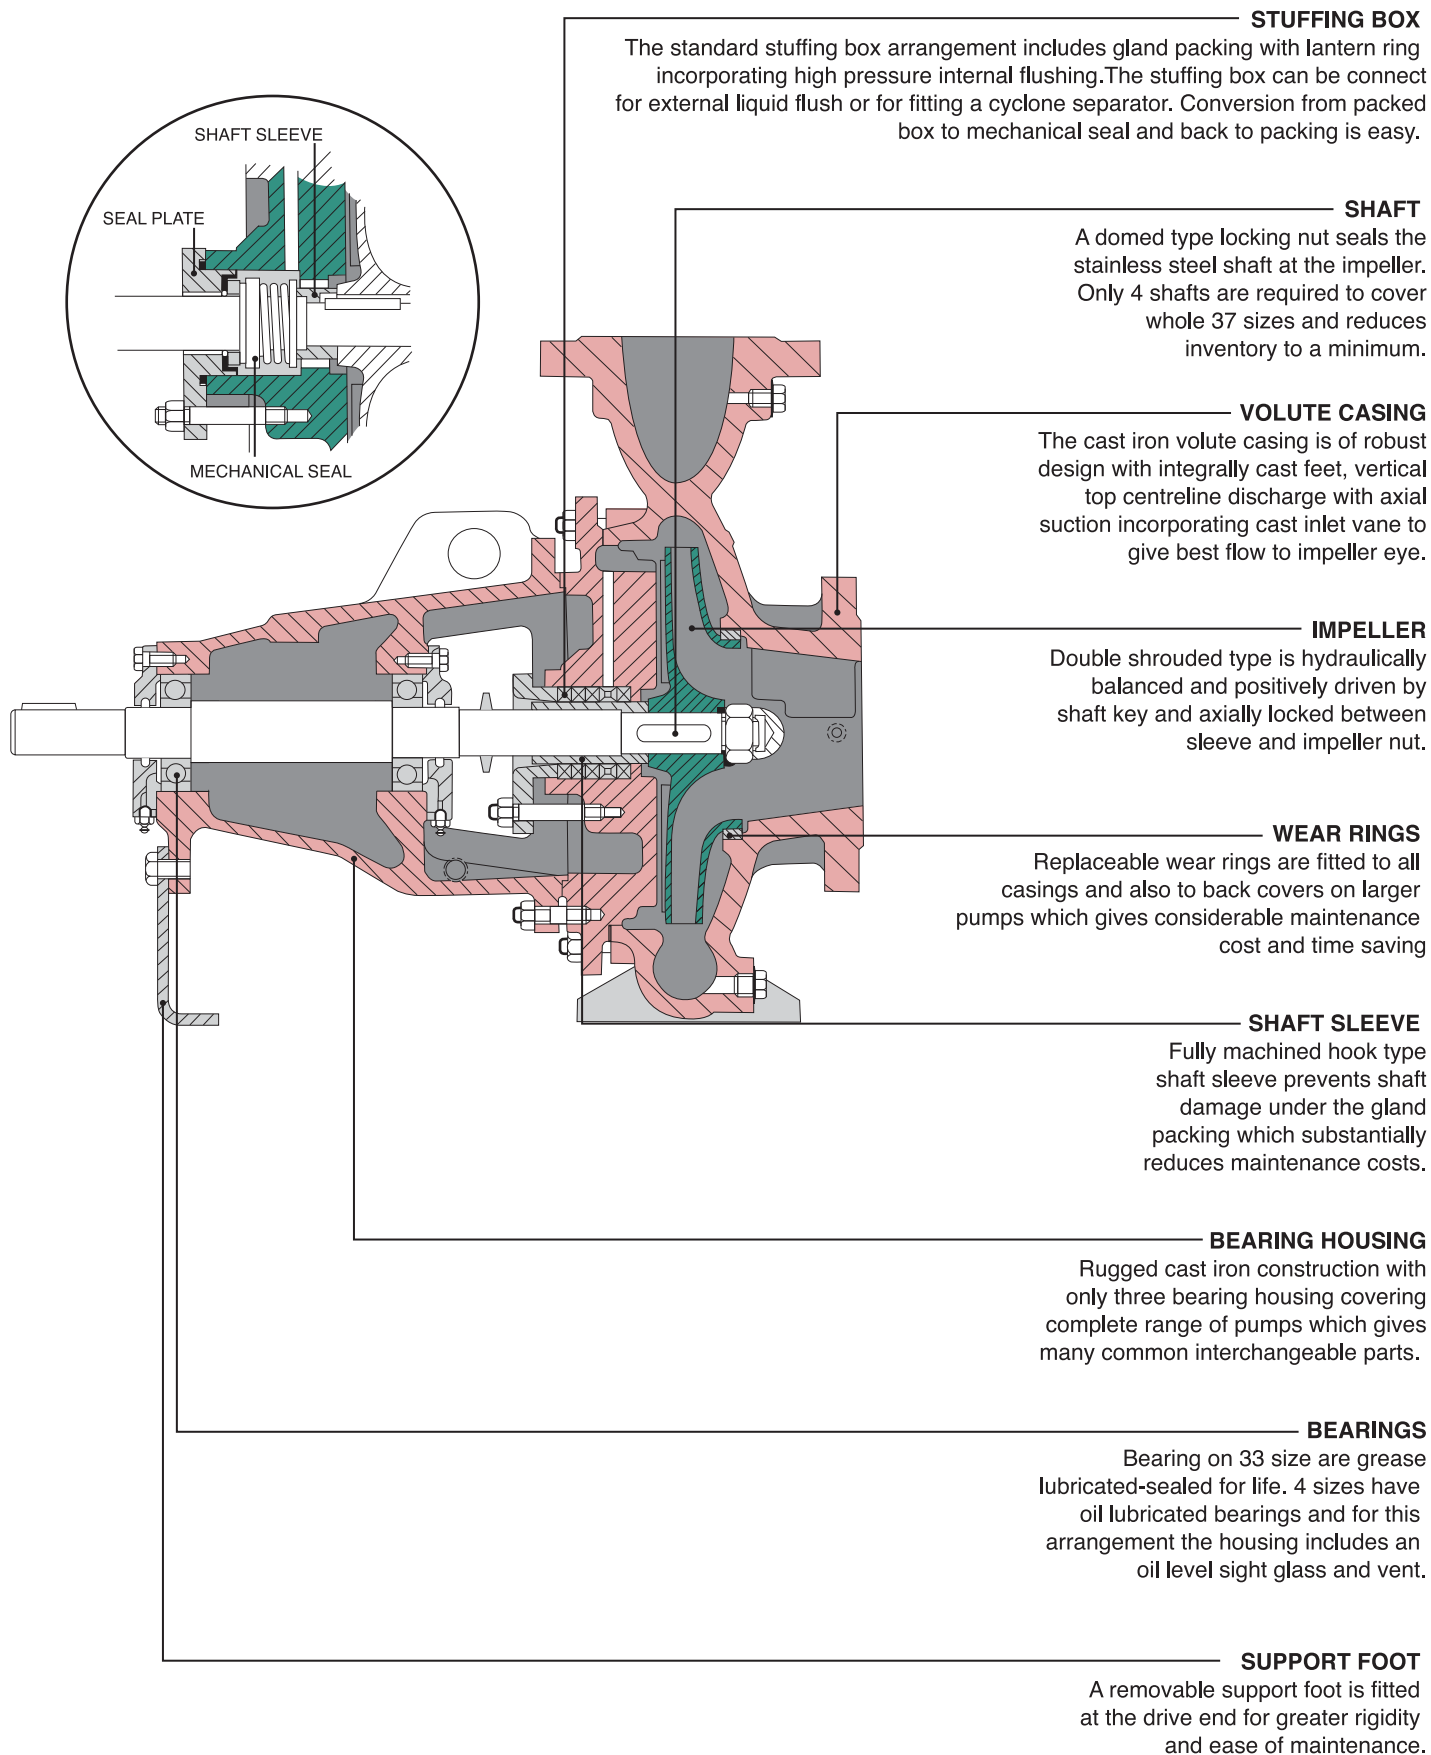 STUFFING BOX
The standard stuffing box arrangement includes gland packing with lantern ring
incorporating high pressure internal flushing.The stuffing box can be connect
for external liquid flush or for fitting a cyclone separator. Conversion from packed
box to mechanical seal and back to packing is easy.
SHAFT SLEEVE
SEAL PLATE
MECHANICAL SEAL
SHAFT
A domed type locking nut seals the
stainless steel shaft at the impeller.
Only 4 shafts are required to cover
whole 37 sizes and reduces
inventory to a minimum.
VOLUTE CASING
The cast iron volute casing is of robust
design with integrally cast feet, vertical
top centreline discharge with axial
suction incorporating cast inlet vane to
give best flow to impeller eye.
IMPELLER
Double shrouded type is hydraulically
balanced and positively driven by
shaft key and axially locked between
sleeve and impeller nut.
WEAR RINGS
Replaceable wear rings are fitted to all
casings and also to back covers on larger
pumps which gives considerable maintenance
cost and time saving
SHAFT SLEEVE
Fully machined hook type
shaft sleeve prevents shaft
damage under the gland
packing which substantially
reduces maintenance costs.
BEARING HOUSING
Rugged cast iron construction with
only three bearing housing covering
complete range of pumps which gives
many common interchangeable parts.
BEARINGS
Bearing on 33 size are grease
lubricated-sealed for life. 4 sizes have
oil lubricated bearings and for this
arrangement the housing includes an
oil level sight glass and vent.
SUPPORT FOOT
A removable support foot is fitted
at the drive end for greater rigidity
and ease of maintenance.